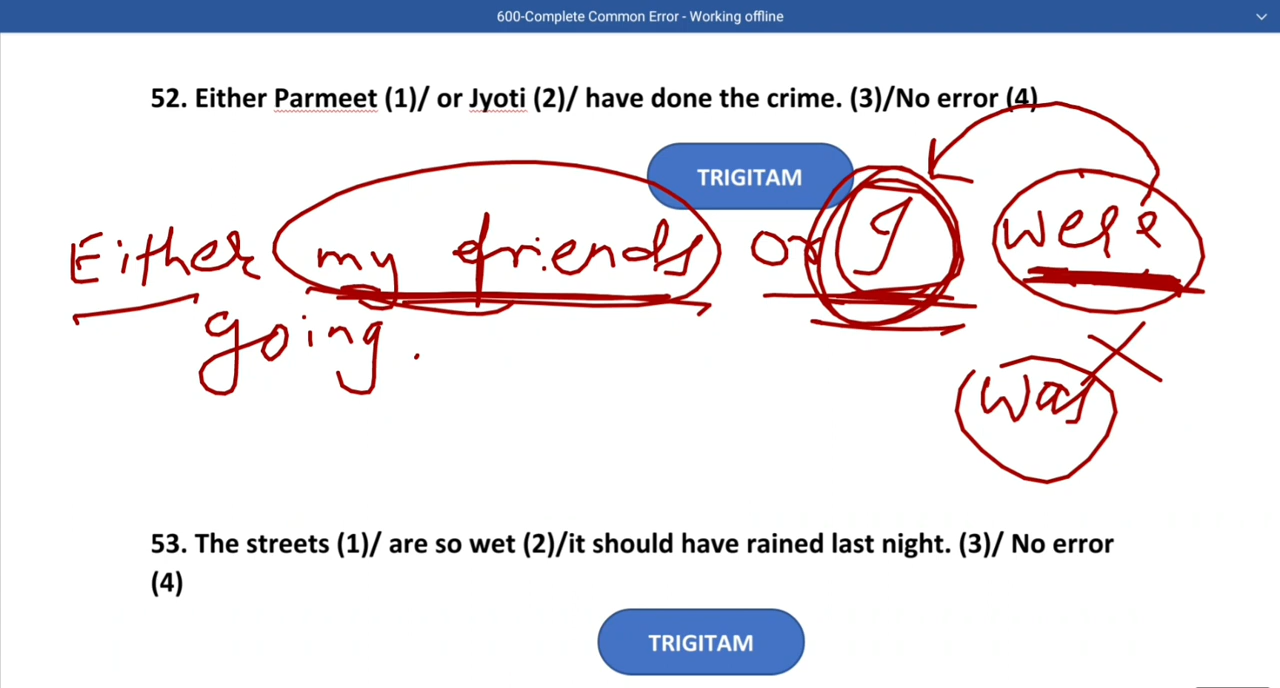 600-Complete Common Error - Working offline
52. Either Parmeet (1)/ or Jyoti (2)/ have done the crime. (3)/No error (4)
TRIGITAM
Either my friends or I were
going.
was
53. The streets (1)/ are so wet (2)/it should have rained last night. (3)/ No error
(4)
TRIGITAM